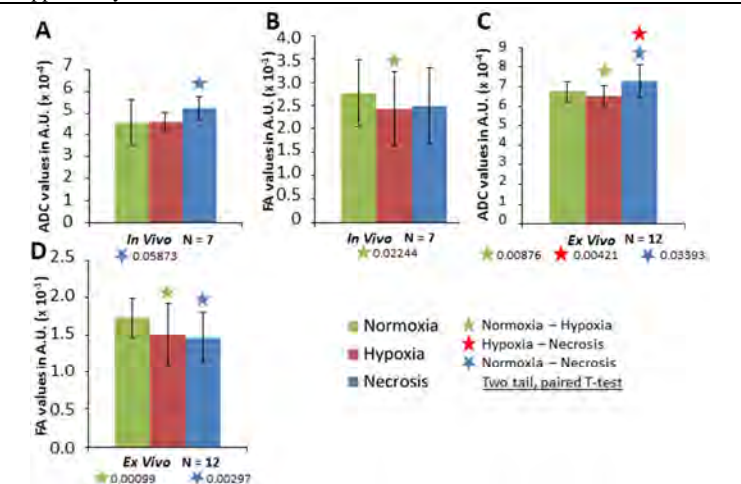 A
ADC values in A.U. (x 10⁻⁴)
7
6
5
4
3
2
1
0
In Vivo N = 7
0.05873
B
FA values in A.U. (x 10⁻¹)
4.0
3.5
3.0
2.5
2.0
1.5
1.0
0.5
0
In Vivo N = 7
0.02244
C
ADC values in A.U. (x 10⁻⁴)
9
8
7
6
5
4
3
2
1
0
Ex Vivo N = 12
0.00876 0.00421 0.03393
D
FA values in A.U. (x 10⁻¹)
2.5
2.0
1.5
1.0
0.5
0.0
Ex Vivo N = 12
0.00099 0.00297
Normoxia
Hypoxia
Necrosis
Normoxia – Hypoxia
Hypoxia – Necrosis
Normoxia – Necrosis
Two tail, paired T-test